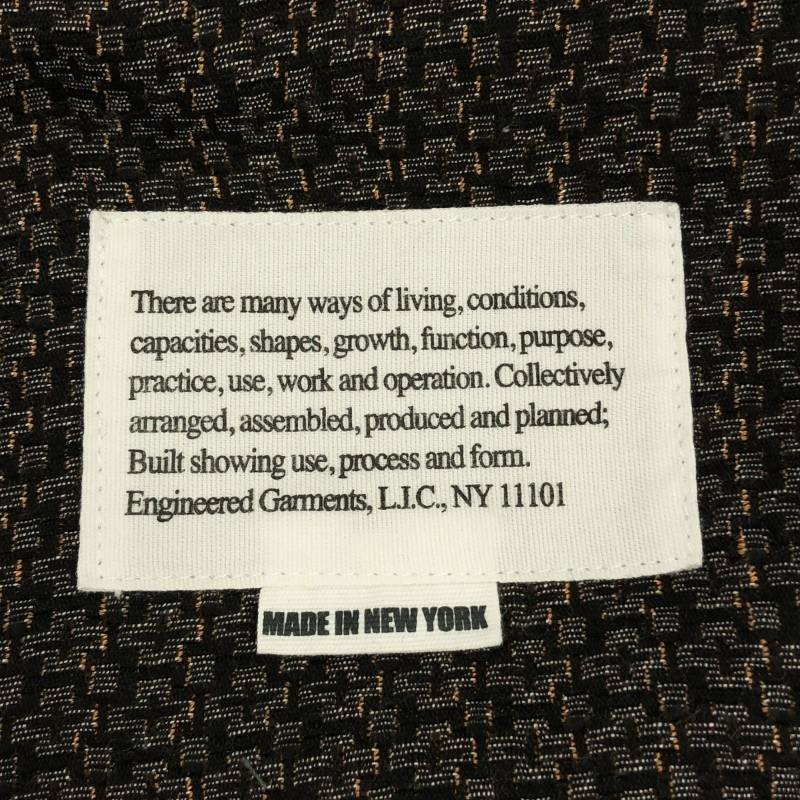 There are many ways of living, conditions,
capacities, shapes, growth, function, purpose,
practice, use, work and operation. Collectively
arranged, assembled, produced and planned;
Built showing use, process and form.
Engineered Garments, L.I.C., NY 11101
MADE IN NEW YORK